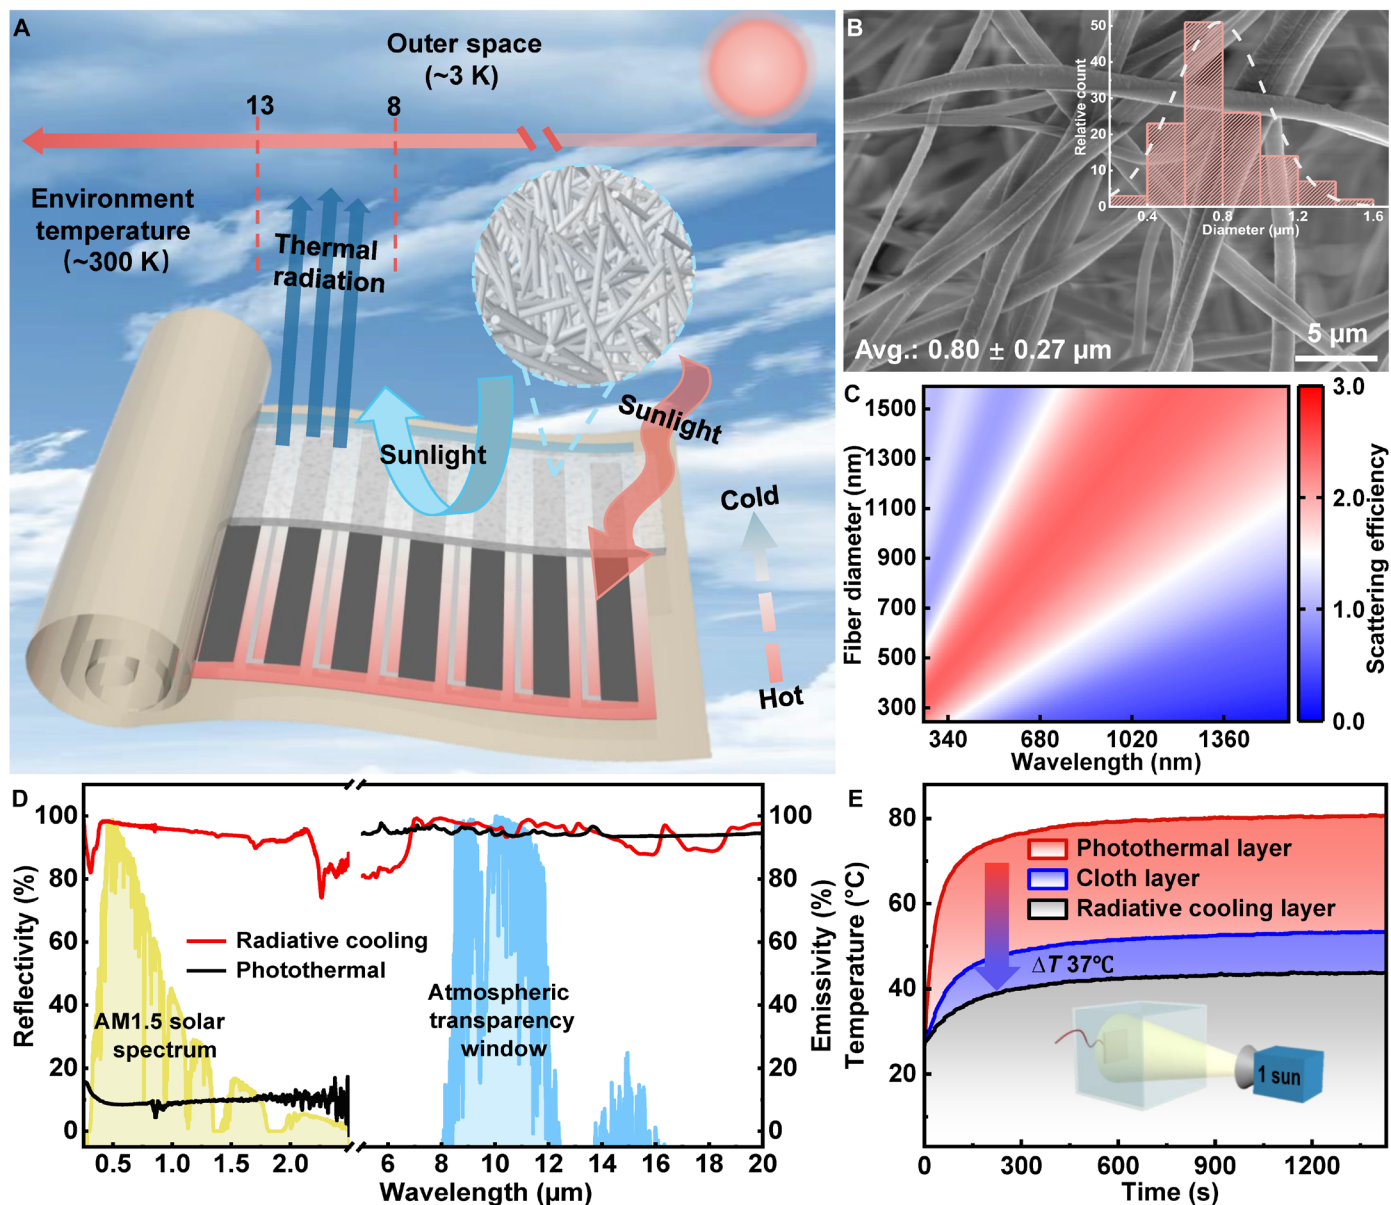 A
Outer space
(~3 K)
13
8
Environment
temperature
(~300 K)
Thermal
radiation
Sunlight
Sunlight
Cold
Hot
B
50
40
30
20
10
0
Relative count
0.4
0.8
1.2
1.6
Diameter (μm)
Avg.: 0.80 ± 0.27 μm
5 μm
C
1500
1300
1100
900
700
500
300
Fiber diameter (nm)
340
680
1020
1360
Wavelength (nm)
3.0
2.0
1.0
0.0
Scattering efficiency
D
100
80
60
40
20
0
Reflectivity (%)
Radiative cooling
Photothermal
AM1.5 solar
spectrum
Atmospheric
transparency
window
100
80
60
40
20
0
Emissivity (%)
0.5
1.0
1.5
2.0
6
8
10
12
14
16
18
20
Wavelength (μm)
E
80
60
40
20
Temperature (°C)
Photothermal layer
Cloth layer
Radiative cooling layer
ΔT 37℃
1 sun
0
300
600
900
1200
Time (s)